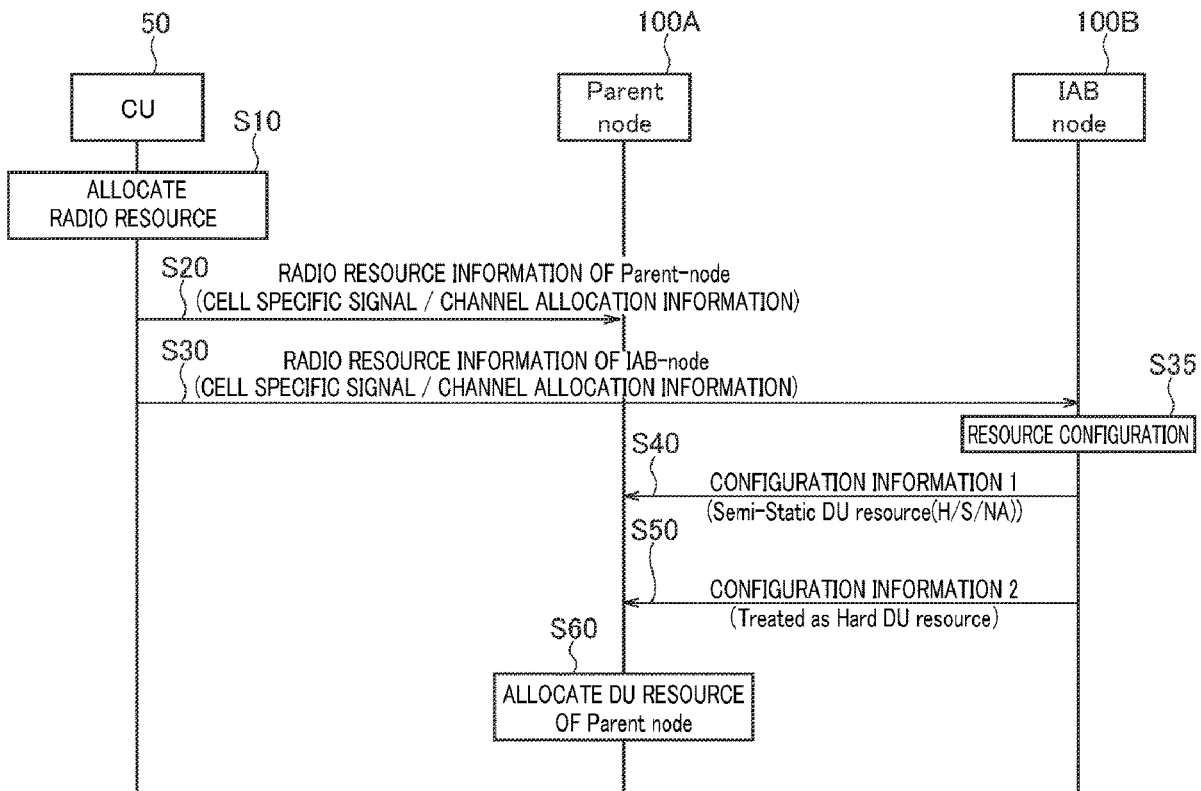 50
100A
100B
CU
Parent
node
IAB
node
S10
ALLOCATE
RADIO RESOURCE
S20
RADIO RESOURCE INFORMATION OF Parent-node
(CELL SPECIFIC SIGNAL / CHANNEL ALLOCATION INFORMATION)
S30
RADIO RESOURCE INFORMATION OF IAB-node
(CELL SPECIFIC SIGNAL / CHANNEL ALLOCATION INFORMATION)
S35
RESOURCE CONFIGURATION
S40
CONFIGURATION INFORMATION 1
(Semi-Static DU resource(H/S/NA))
S50
CONFIGURATION INFORMATION 2
(Treated as Hard DU resource)
S60
ALLOCATE DU RESOURCE
OF Parent node